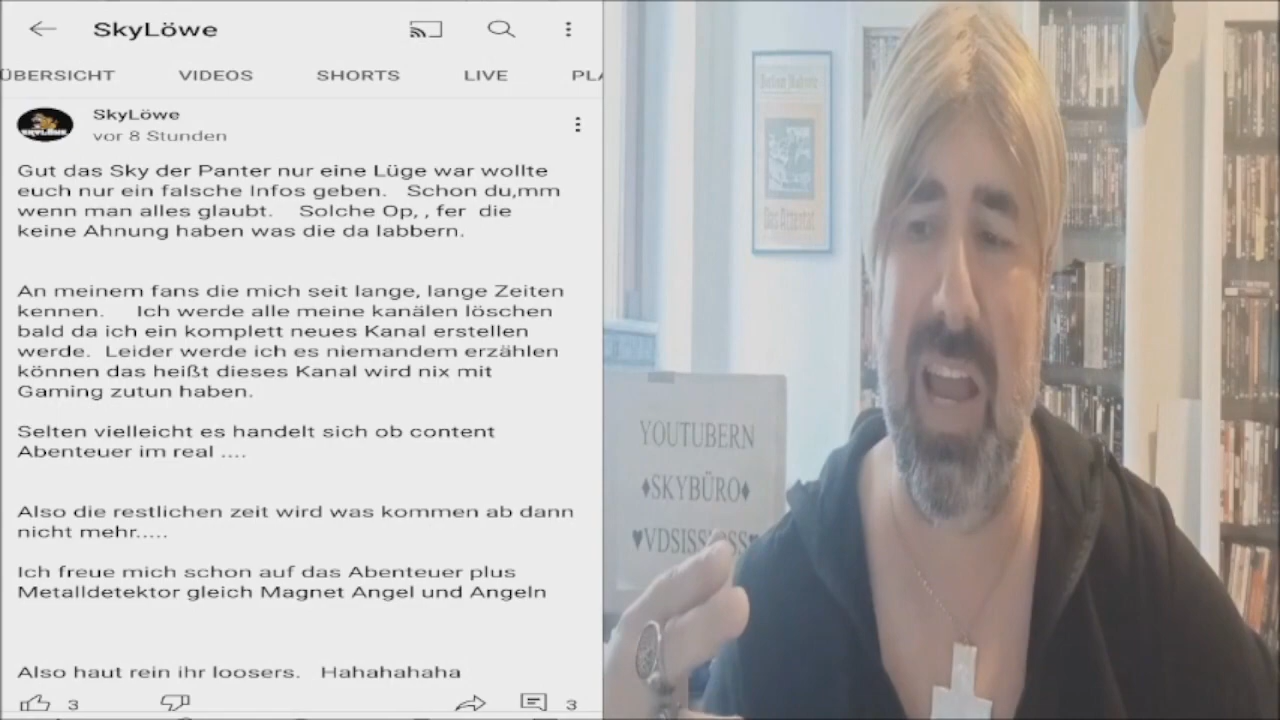 SkyLöwe
ÜBERSICHT VIDEOS SHORTS LIVE PLA
SkyLöwe
vor 8 Stunden
Gut das Sky der Panter nur eine Lüge war wollte
euch nur ein falsche Infos geben. Schon du,mm
wenn man alles glaubt. Solche Op, , fer die
keine Ahnung haben was die da labbern.
An meinem fans die mich seit lange, lange Zeiten
kennen. Ich werde alle meine kanälen löschen
bald da ich ein komplett neues Kanal erstellen
werde. Leider werde ich es niemandem erzählen
können das heißt dieses Kanal wird nix mit
Gaming zutun haben.
Selten vielleicht es handelt sich ob content
Abenteuer im real ....
Also die restlichen zeit wird was kommen ab dann
nicht mehr.....
Ich freue mich schon auf das Abenteuer plus
Metalldetektor gleich Magnet Angel und Angeln
Also haut rein ihr loosers. Hahahahaha
3 3
YOUTUBERN
♦SKYBÜRO♦